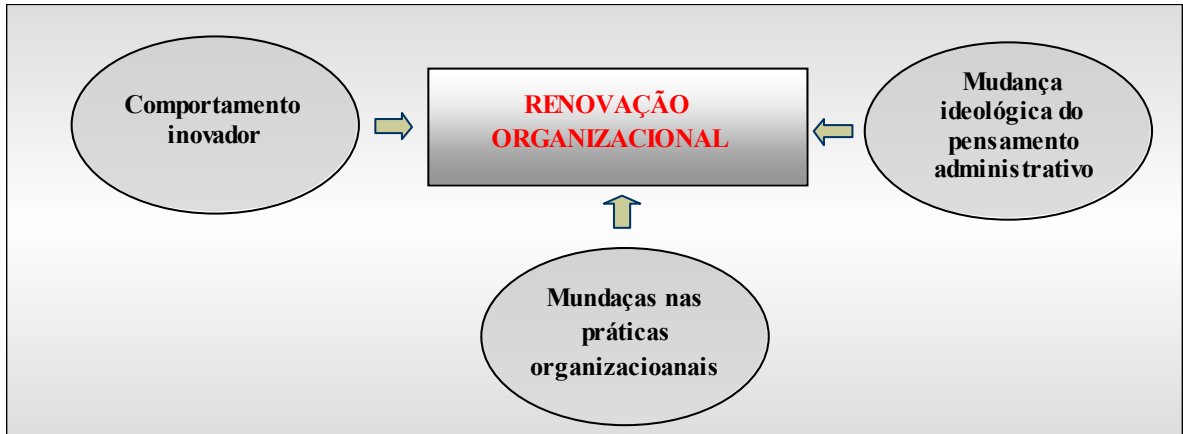 Comportamento
inovador
RENOVAÇÃO
ORGANIZACIONAL
Mudança
ideológica do
pensamento
administrativo
Mundaças nas
práticas
organizacioanais